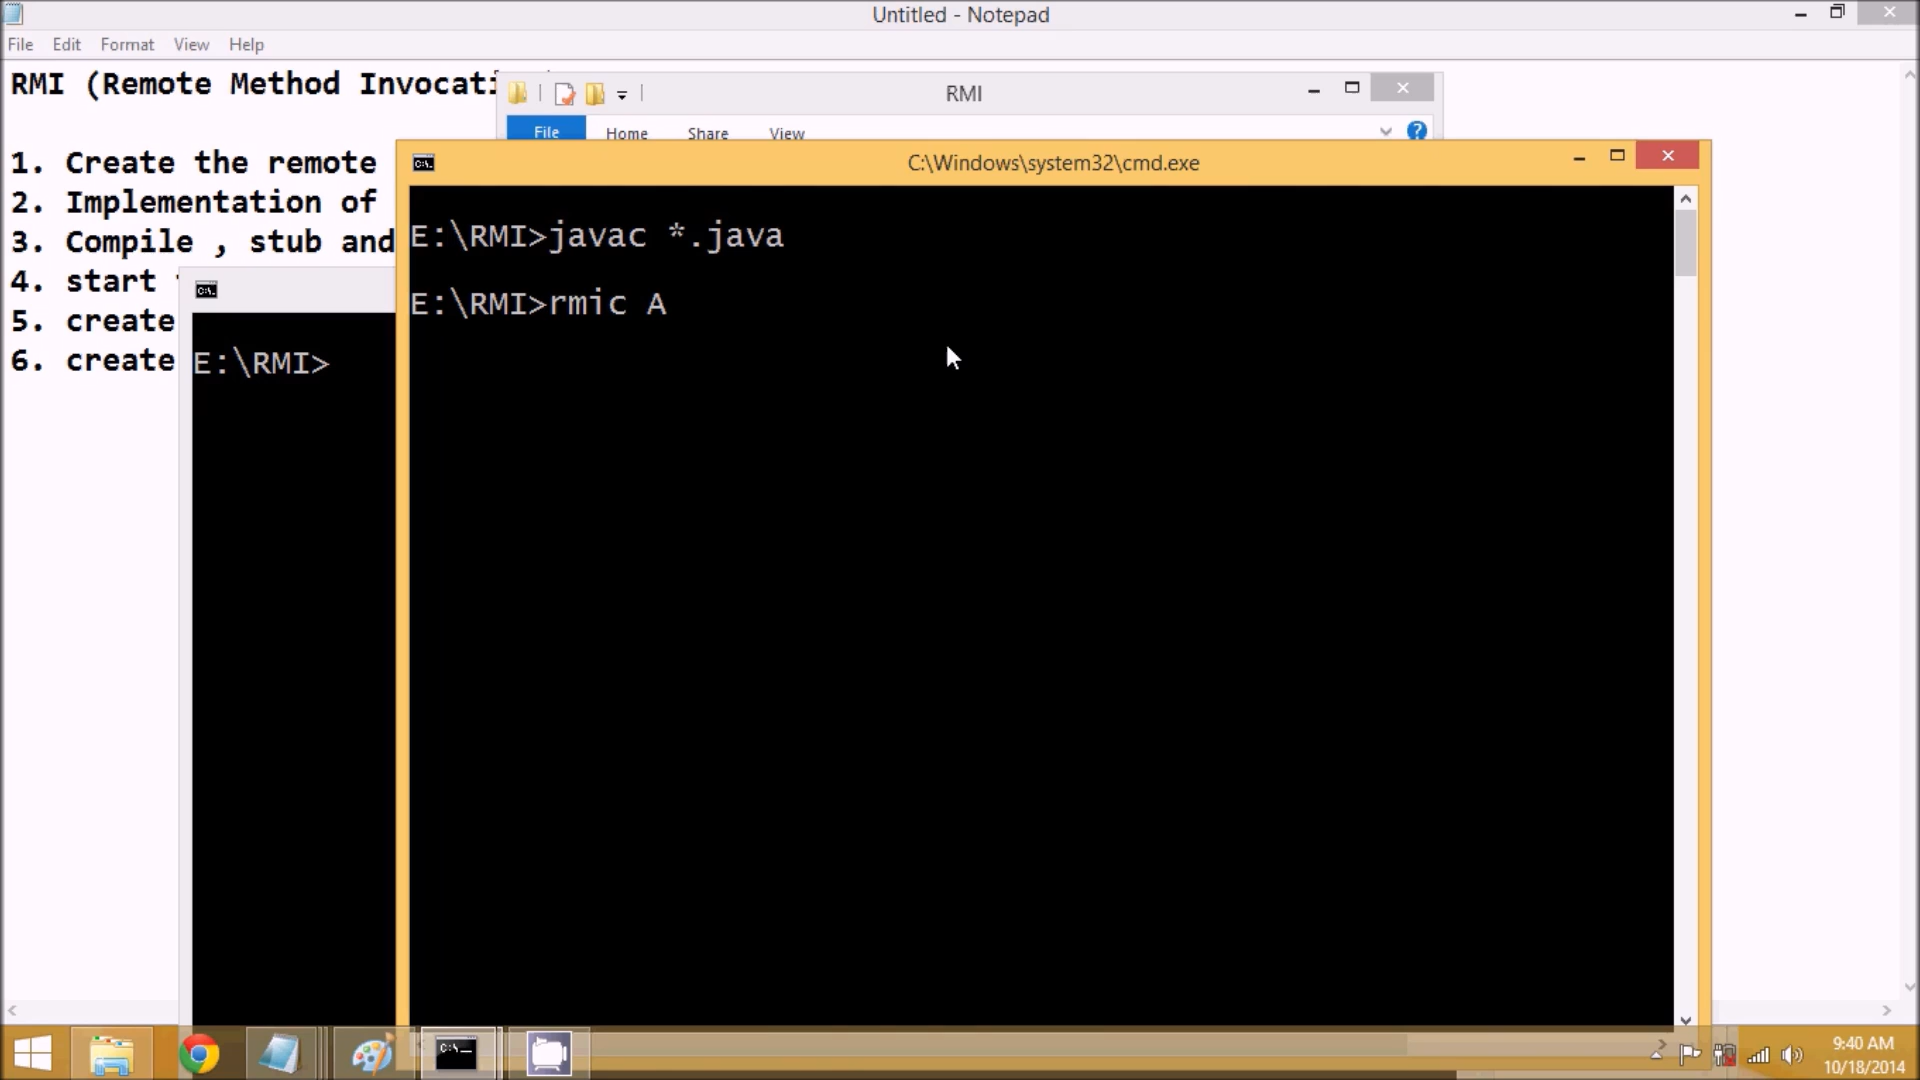 Untitled - Notepad
File Edit Format View Help
RMI (Remote Method Invocati
RMI
File Home Share View
1. Create the remote
2. Implementation of
3. Compile , stub and
4. start
5. create
6. create
E:\RMI>
C:\Windows\system32\cmd.exe
E:\RMI>javac *.java
E:\RMI>rmic A
9:40 AM
10/18/2014